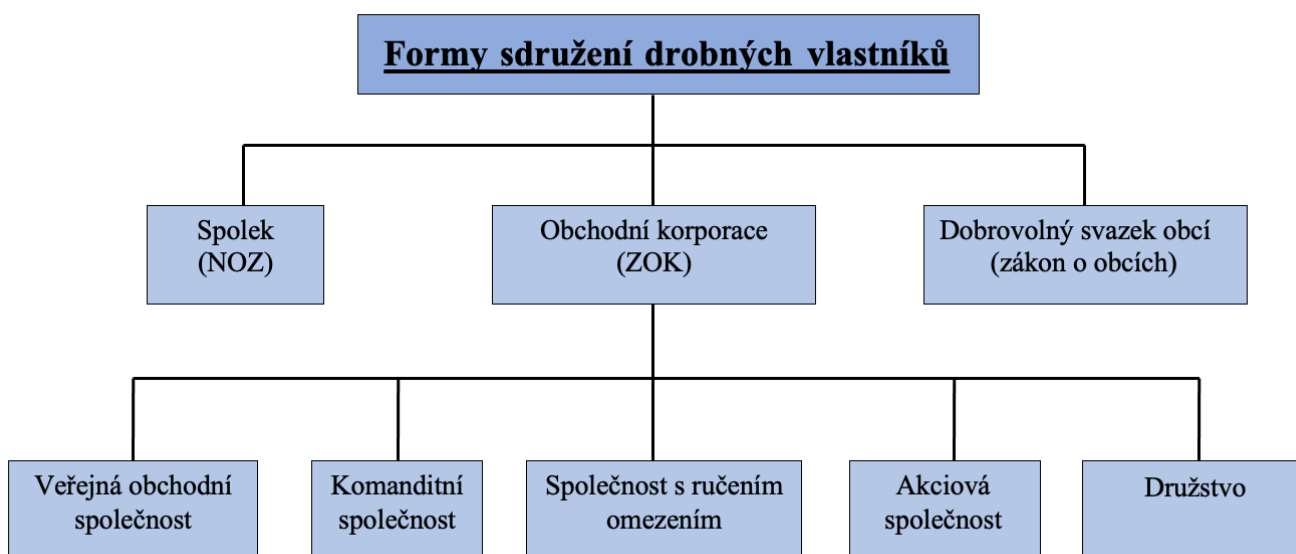 Formy sdružení drobných vlastníků
Spolek
(NOZ)
Obchodní korporace
(ZOK)
Dobrovolný svazek obcí
(zákon o obcích)
Veřejná obchodní
společnost
Komanditní
společnost
Společnost s ručením
omezením
Akciová
společnost
Družstvo